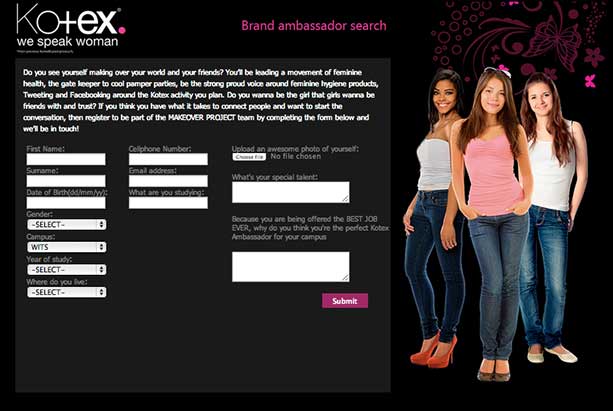 Kotex®
we speak woman
Brand ambassador search
Do you see yourself making over your world and your friends? You'll be leading a movement of feminine
health, the gate keeper to cool pamper parties, be the strong proud voice around feminine hygiene products,
Tweeting and Facebooking around the Kotex activity you plan. Do you wanna be the girl that girls wanna be
friends with and trust? If you think you have what it takes to connect people and want to start the
conversation, then register to be part of the MAKEOVER PROJECT team by completing the form below and
we'll be in touch!
First Name:
Surname:
Date of Birth(dd/mm/yy):
Gender:
-SELECT-
Campus:
WITS
Year of study:
-SELECT-
Where do you live:
-SELECT-
Cellphone Number:
Email address:
What are you studying:
Upload an awesome photo of yourself:
Choose file No file chosen
What's your special talent:
Because you are being offered the BEST JOB
EVER, why do you think you're the perfect Kotex
Ambassador for your campus
Submit